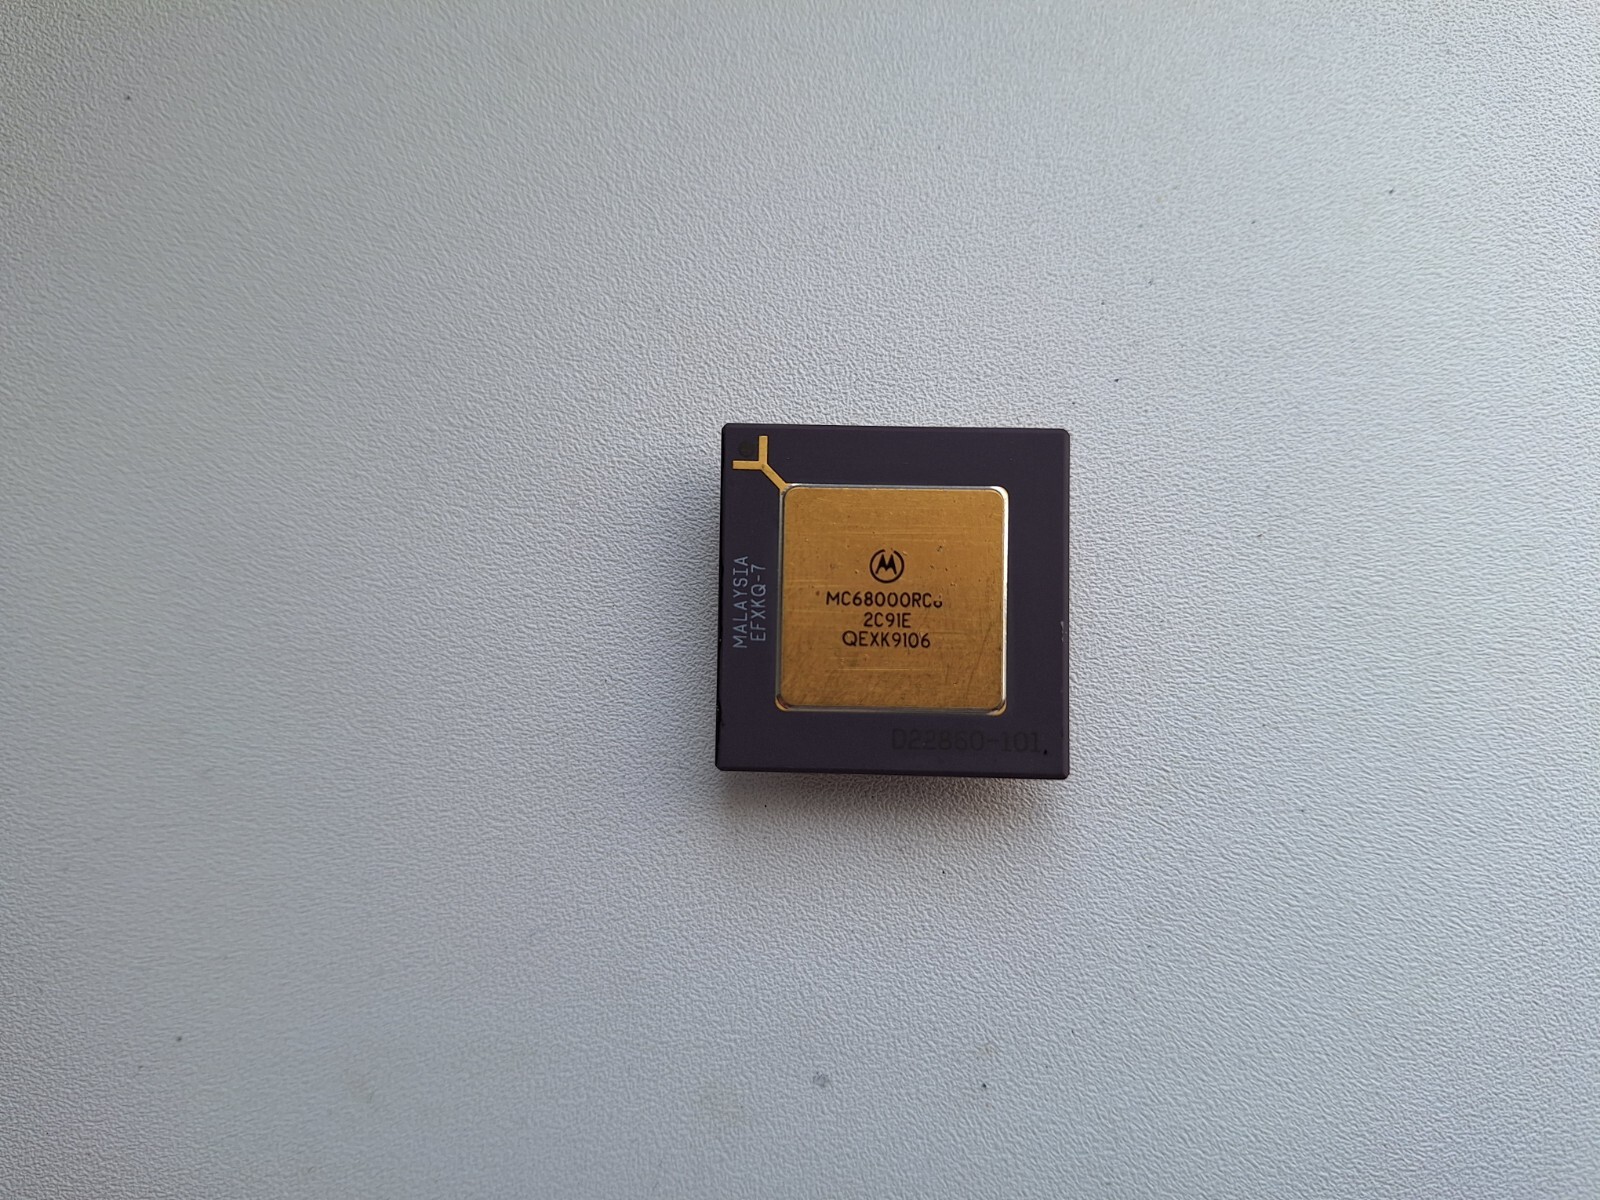 MALAYSIA
EFXKQ-7
MC68000RC
2C91E
QEXK9106
D22860-101